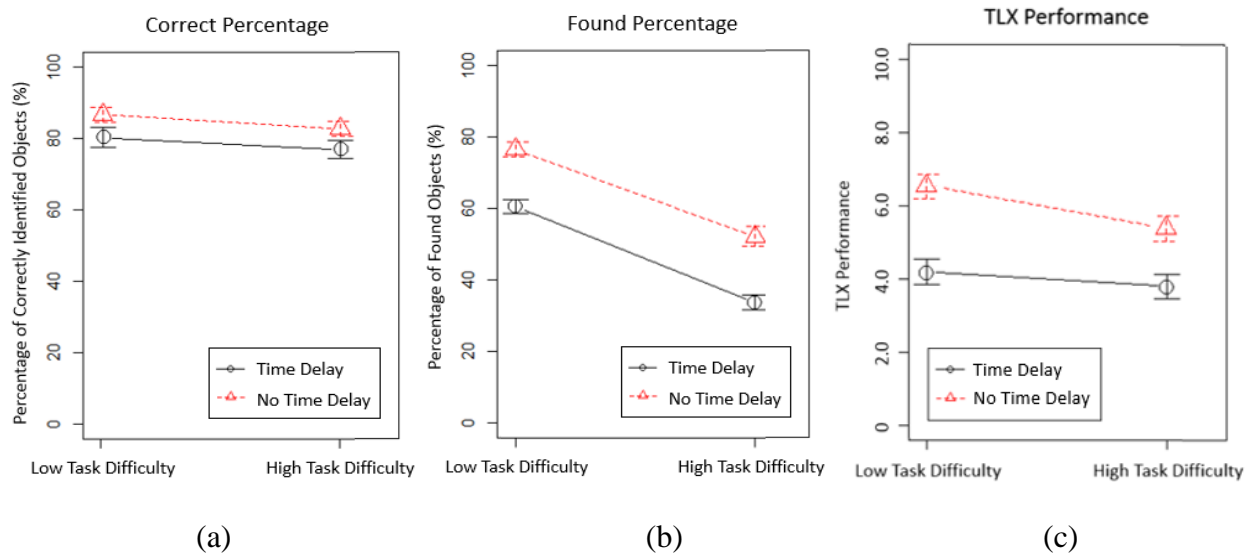 Correct Percentage
Percentage of Correctly Identified Objects (%)
100
80
60
40
20
0
Time Delay
No Time Delay
Low Task Difficulty
High Task Difficulty
(a)
Found Percentage
Percentage of Found Objects (%)
100
80
60
40
20
0
Time Delay
No Time Delay
Low Task Difficulty
High Task Difficulty
(b)
TLX Performance
TLX Performance
10.0
8.0
6.0
4.0
2.0
0
Time Delay
No Time Delay
Low Task Difficulty
High Task Difficulty
(c)